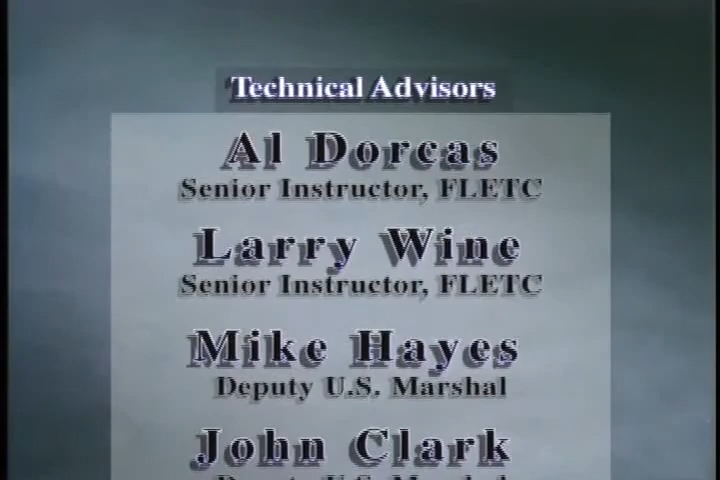 Technical Advisors
Al Dorcas
Senior Instructor, FLETC
Larry Wine
Senior Instructor, FLETC
Mike Hayes
Deputy U.S. Marshal
John Clark